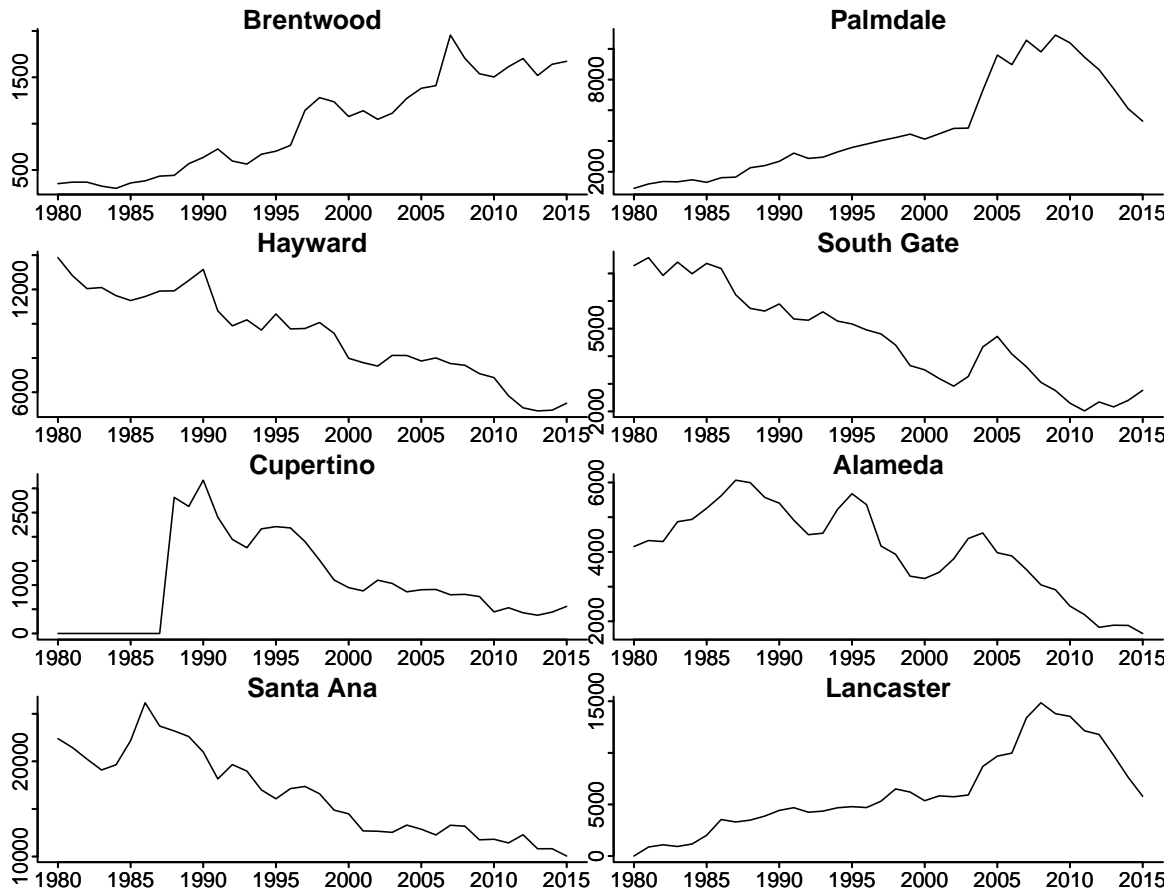 Brentwood
500 1500
1980 1985 1990 1995 2000 2005 2010 2015
Palmdale
2000 8000
1980 1985 1990 1995 2000 2005 2010 2015
Hayward
6000 12000
1980 1985 1990 1995 2000 2005 2010 2015
South Gate
2000 5000
1980 1985 1990 1995 2000 2005 2010 2015
Cupertino
0 1000 2500
1980 1985 1990 1995 2000 2005 2010 2015
Alameda
2000 4000 6000
1980 1985 1990 1995 2000 2005 2010 2015
Santa Ana
10000 20000
1980 1985 1990 1995 2000 2005 2010 2015
Lancaster
0 5000 15000
1980 1985 1990 1995 2000 2005 2010 2015